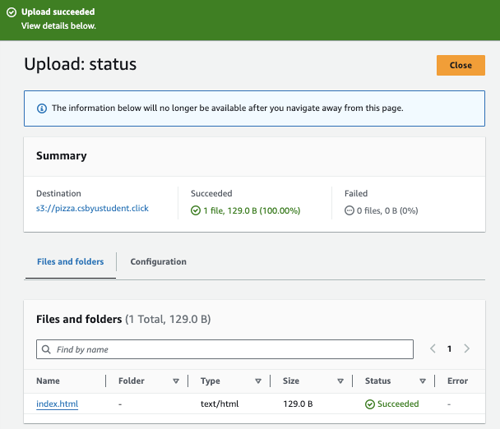 Upload succeeded
View details below.
Upload: status
Close
The information below will no longer be available after you navigate away from this page.
Summary
Destination
s3://pizza.csbyustudent.click
Succeeded
1 file, 129.0 B (100.00%)
Failed
0 files, 0 B (0%)
Files and folders
Configuration
Files and folders (1 Total, 129.0 B)
Find by name
1
Name Folder Type Size Status Error
index.html - text/html 129.0 B Succeeded -